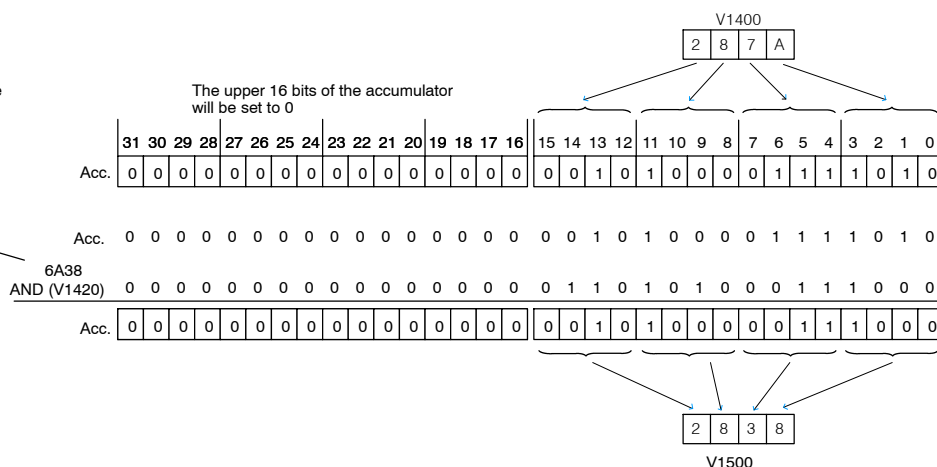 V1400
2 8 7 A
e
The upper 16 bits of the accumulator
will be set to 0
31 30 29 28 27 26 25 24 23 22 21 20 19 18 17 16 15 14 13 12 11 10 9 8 7 6 5 4 3 2 1 0
Acc. 0 0 0 0 0 0 0 0 0 0 0 0 0 0 0 0 0 0 1 0 1 0 0 0 0 1 1 1 1 0 1 0
Acc. 0 0 0 0 0 0 0 0 0 0 0 0 0 0 0 0 0 0 1 0 1 0 0 0 0 1 1 1 1 0 1 0
6A38
AND (V1420) 0 0 0 0 0 0 0 0 0 0 0 0 0 0 0 0 0 1 1 0 1 0 1 0 0 0 1 1 1 0 0 0
Acc. 0 0 0 0 0 0 0 0 0 0 0 0 0 0 0 0 0 0 1 0 1 0 0 0 0 0 1 1 1 0 0 0
2 8 3 8
V1500